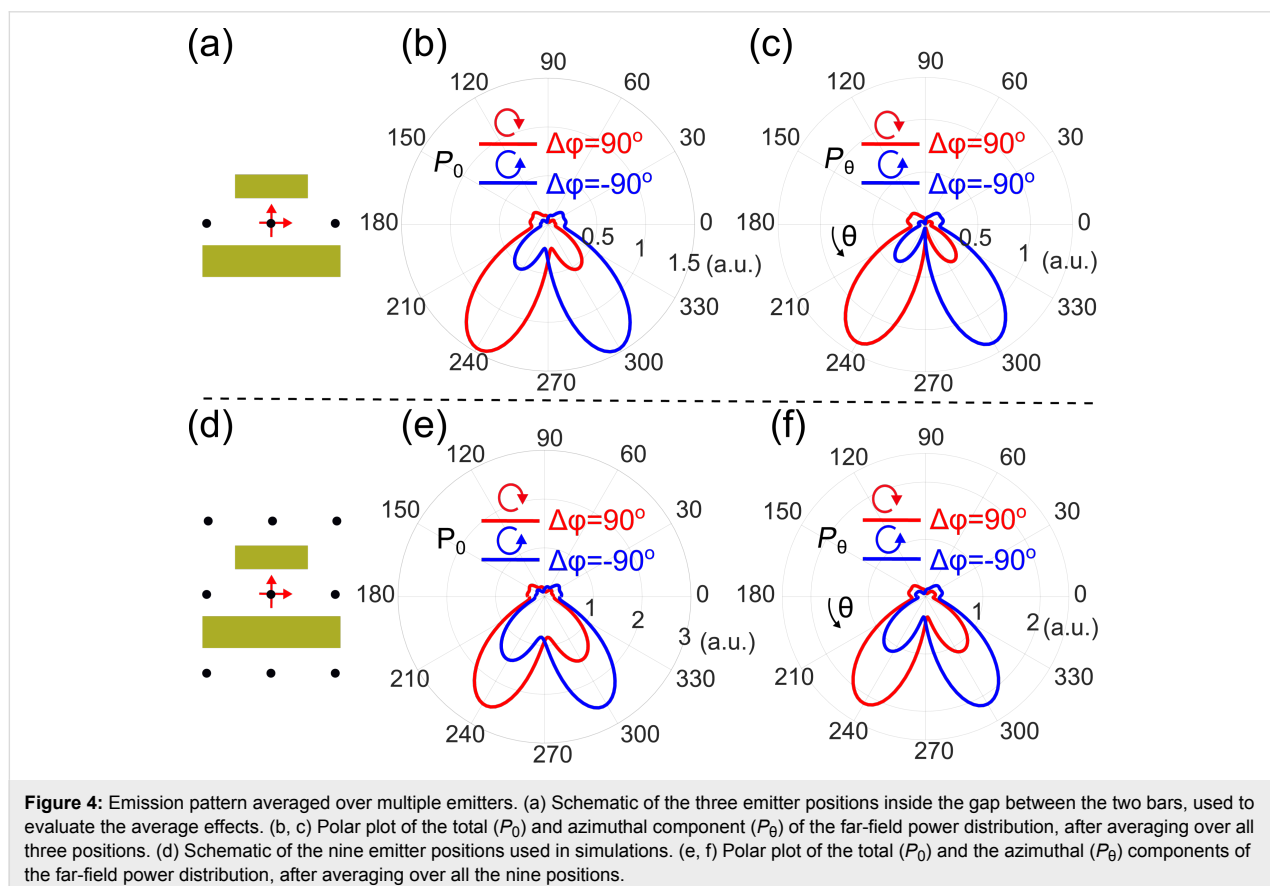 (a)
(b)
(c)
90
120
60
150
30
P0
Δφ=90o
Δφ=-90o
180
0
0.5
1
1.5 (a.u.)
210
330
240
300
270
90
120
60
150
30
Pθ
Δφ=90o
Δφ=-90o
180
0
θ
0.5
1 (a.u.)
210
330
240
300
270
(d)
(e)
(f)
90
120
60
150
30
P0
Δφ=90o
Δφ=-90o
180
0
1
2
3 (a.u.)
210
330
240
300
270
90
120
60
150
30
Pθ
Δφ=90o
Δφ=-90o
180
0
θ
1
2 (a.u.)
210
330
240
300
270
Figure 4: Emission pattern averaged over multiple emitters. (a) Schematic of the three emitter positions inside the gap between the two bars, used to
evaluate the average effects. (b, c) Polar plot of the total (P0) and azimuthal component (Pθ) of the far-field power distribution, after averaging over all
three positions. (d) Schematic of the nine emitter positions used in simulations. (e, f) Polar plot of the total (P0) and the azimuthal (Pθ) components of
the far-field power distribution, after averaging over all the nine positions.